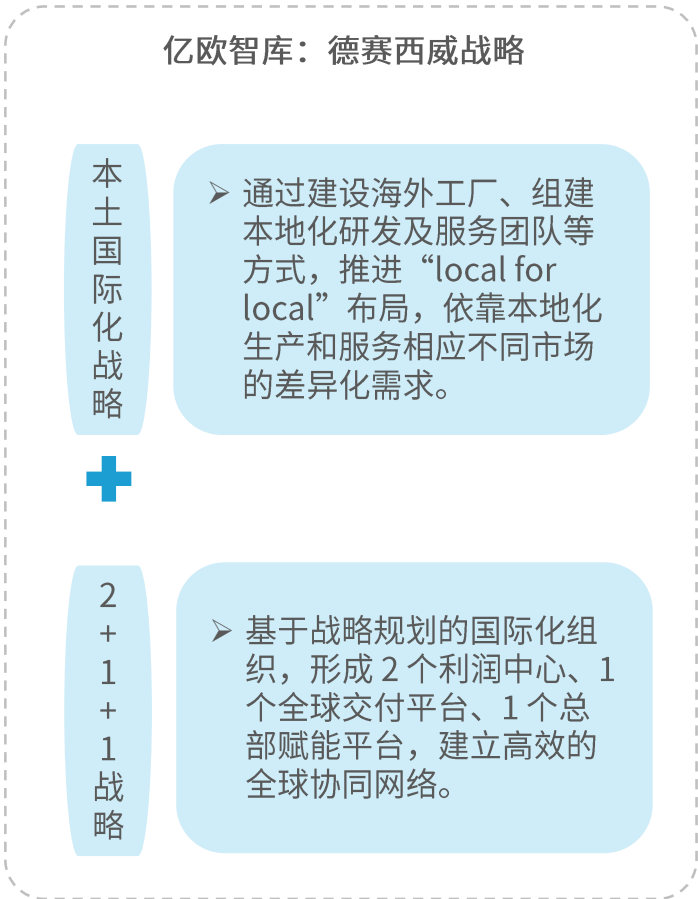 亿欧智库：德赛西威战略
本土国际化战略
➢ 通过建设海外工厂、组建
本地化研发及服务团队等
方式，推进“local for
local”布局，依靠本地化
生产和服务相应不同市场
的差异化需求。
2+1+1战略
➢ 基于战略规划的国际化组
织，形成 2 个利润中心、1
个全球交付平台、1 个总
部赋能平台，建立高效的
全球协同网络。